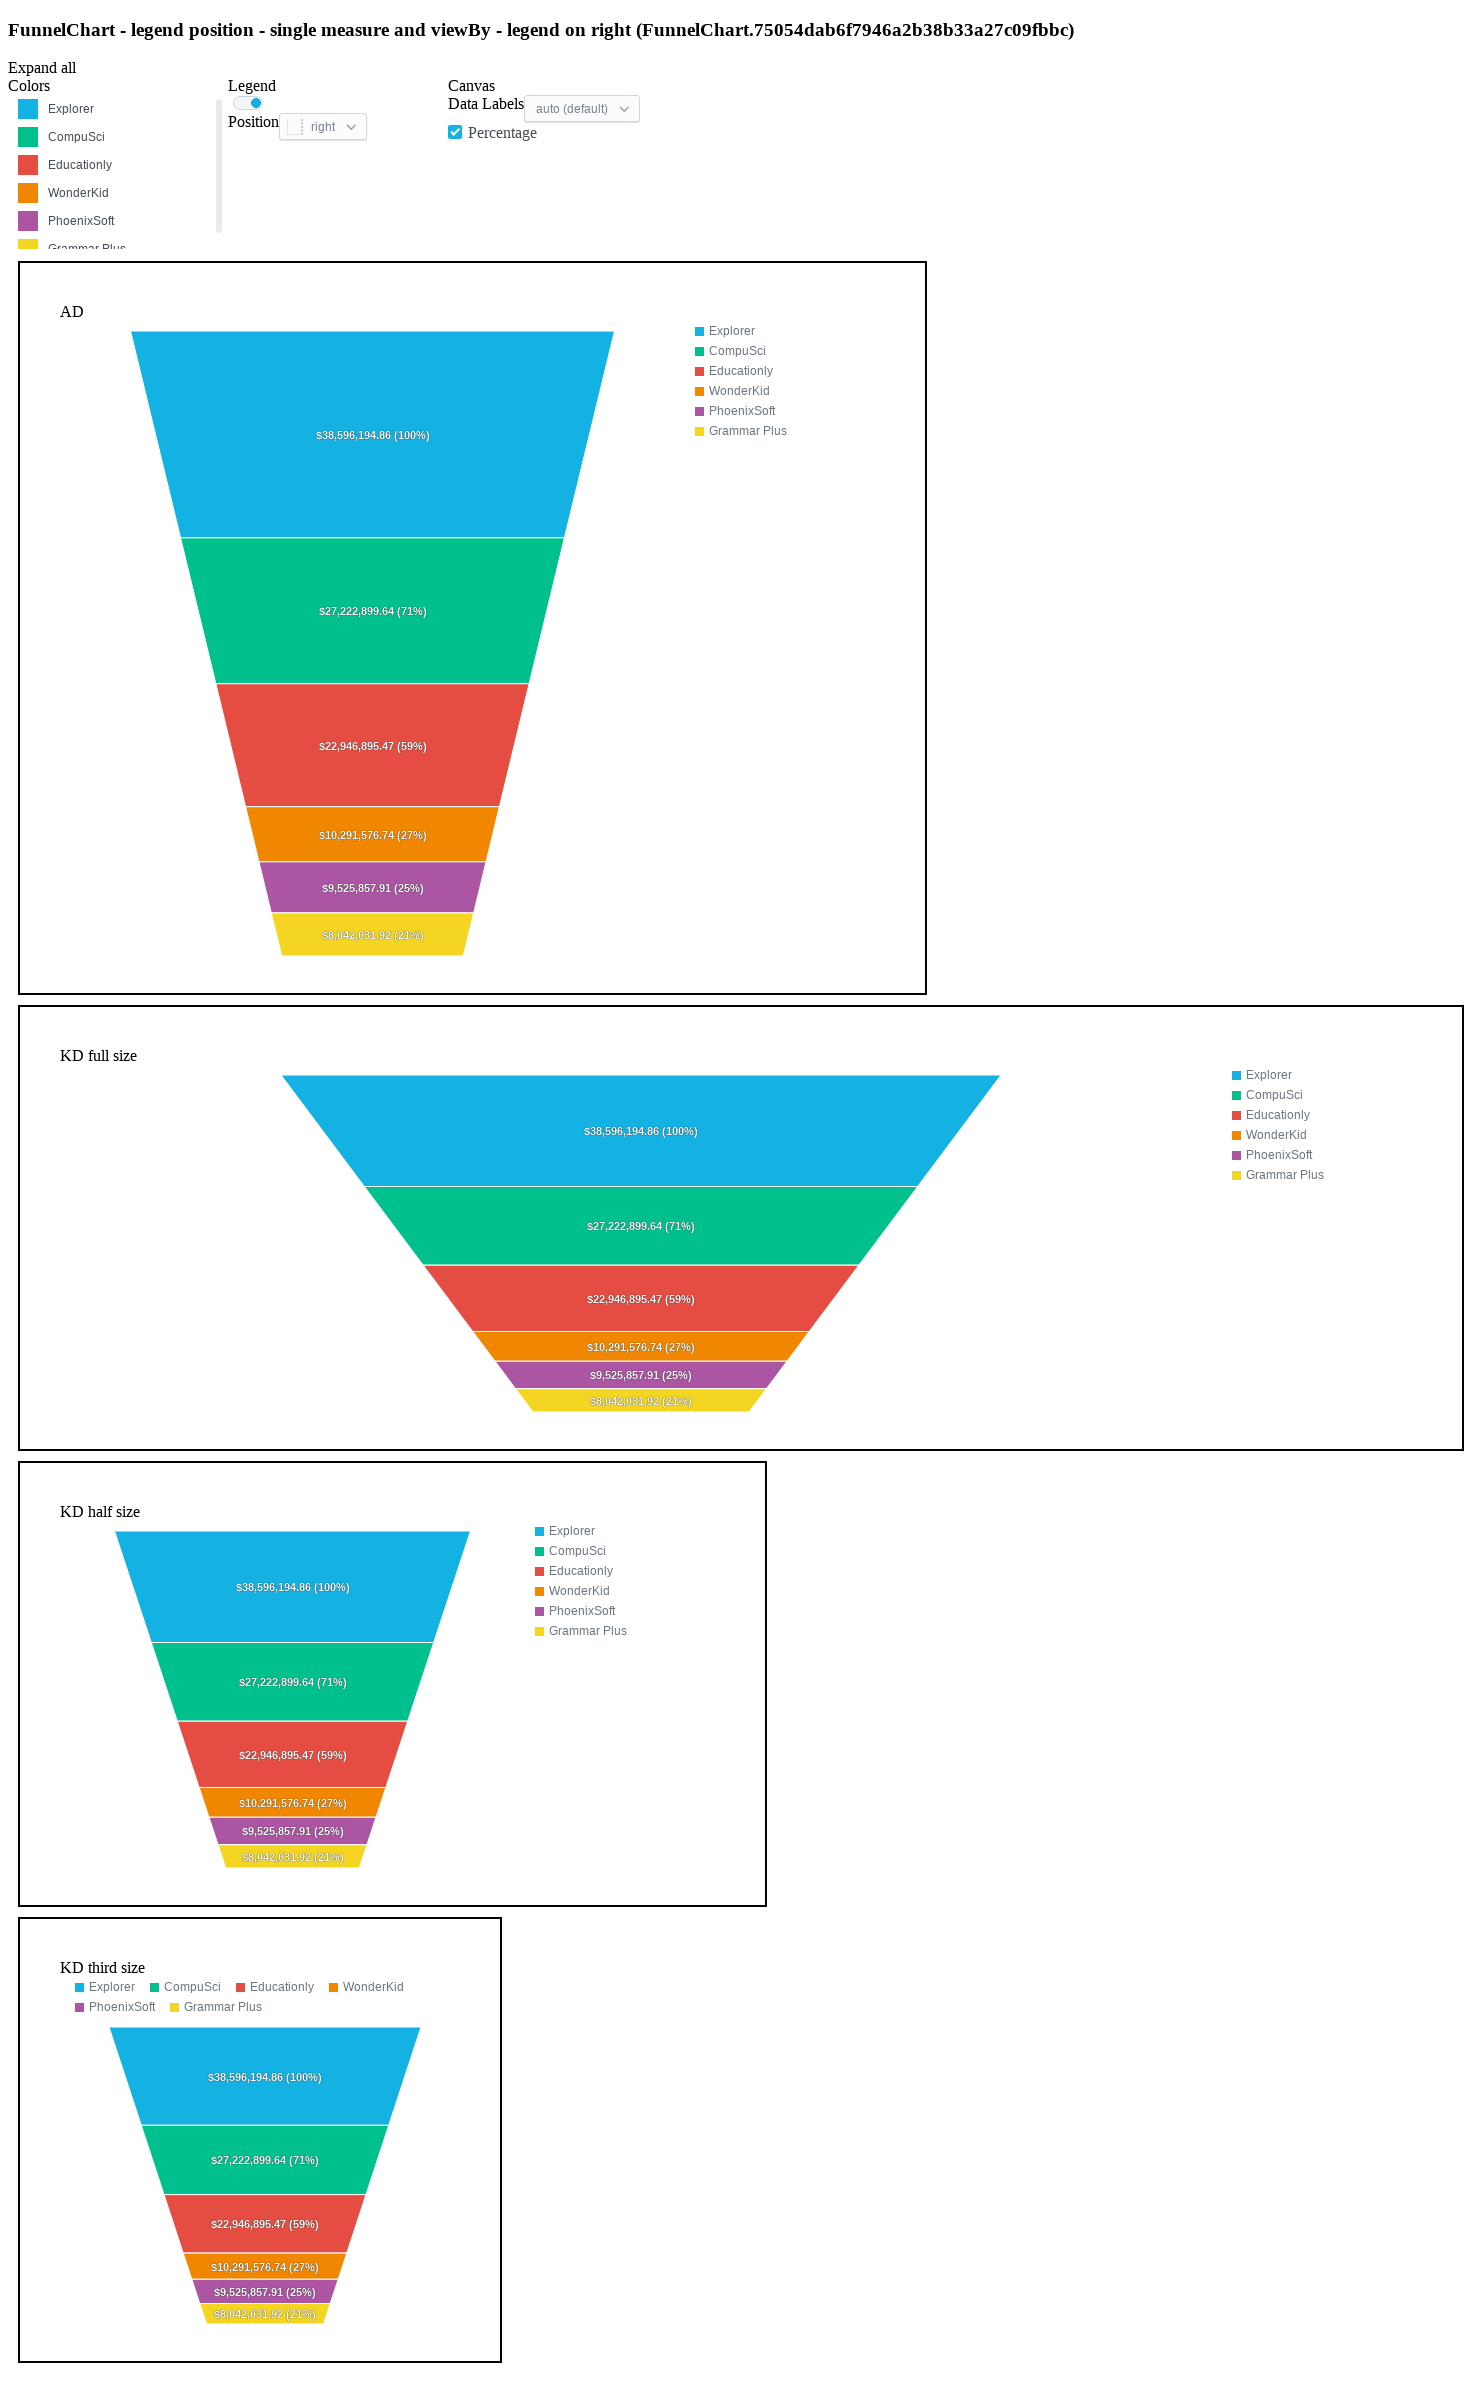 FunnelChart - legend position - single measure and viewBy - legend on right (FunnelChart.75054dab6f7946a2b38b33a27c09fbbc)
Expand all
Colors
Explorer
CompuSci
Educationly
WonderKid
PhoenixSoft
Grammar Plus
Legend
Position right
Canvas
Data Labels auto (default)
Percentage
AD
$38,596,194.86 (100%)
$27,222,899.64 (71%)
$22,946,895.47 (59%)
$10,291,576.74 (27%)
$9,525,857.91 (25%)
$8,042,031.92 (21%)
Explorer
CompuSci
Educationly
WonderKid
PhoenixSoft
Grammar Plus
KD full size
$38,596,194.86 (100%)
$27,222,899.64 (71%)
$22,946,895.47 (59%)
$10,291,576.74 (27%)
$9,525,857.91 (25%)
$8,042,031.92 (21%)
Explorer
CompuSci
Educationly
WonderKid
PhoenixSoft
Grammar Plus
KD half size
$38,596,194.86 (100%)
$27,222,899.64 (71%)
$22,946,895.47 (59%)
$10,291,576.74 (27%)
$9,525,857.91 (25%)
$8,042,031.92 (21%)
Explorer
CompuSci
Educationly
WonderKid
PhoenixSoft
Grammar Plus
KD third size
Explorer CompuSci Educationly WonderKid
PhoenixSoft Grammar Plus
$38,596,194.86 (100%)
$27,222,899.64 (71%)
$22,946,895.47 (59%)
$10,291,576.74 (27%)
$9,525,857.91 (25%)
$8,042,031.92 (21%)